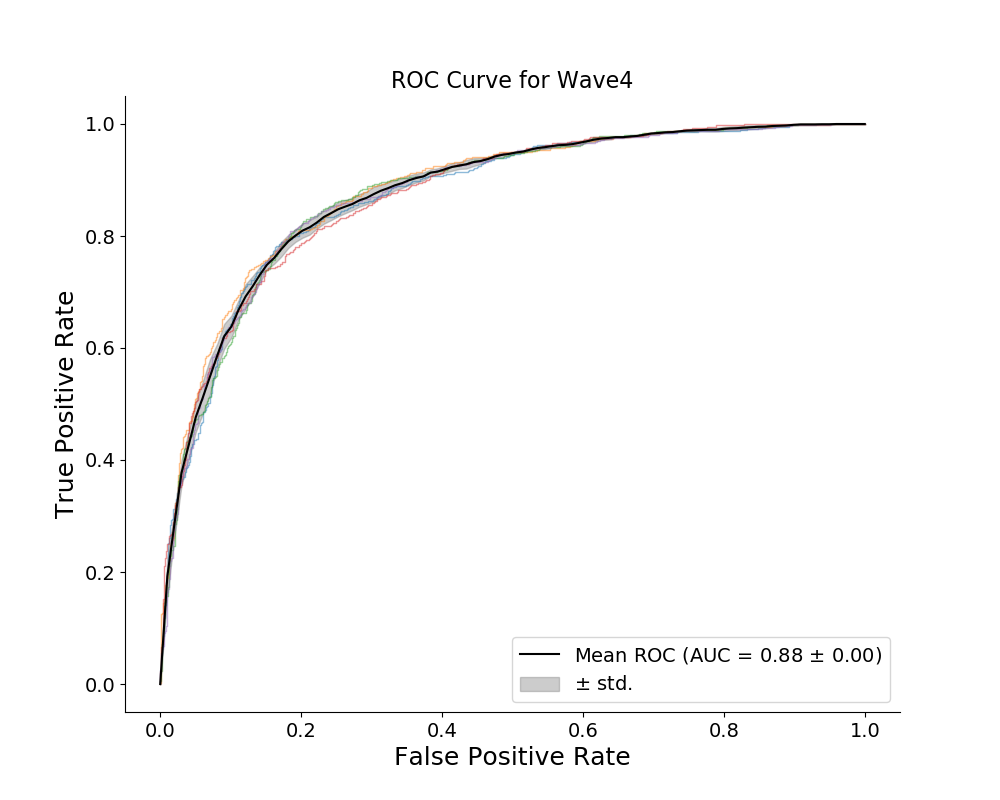 ROC Curve for Wave4
True Positive Rate
1.0
0.8
0.6
0.4
0.2
0.0
Mean ROC (AUC = 0.88 ± 0.00)
± std.
0.0 0.2 0.4 0.6 0.8 1.0
False Positive Rate